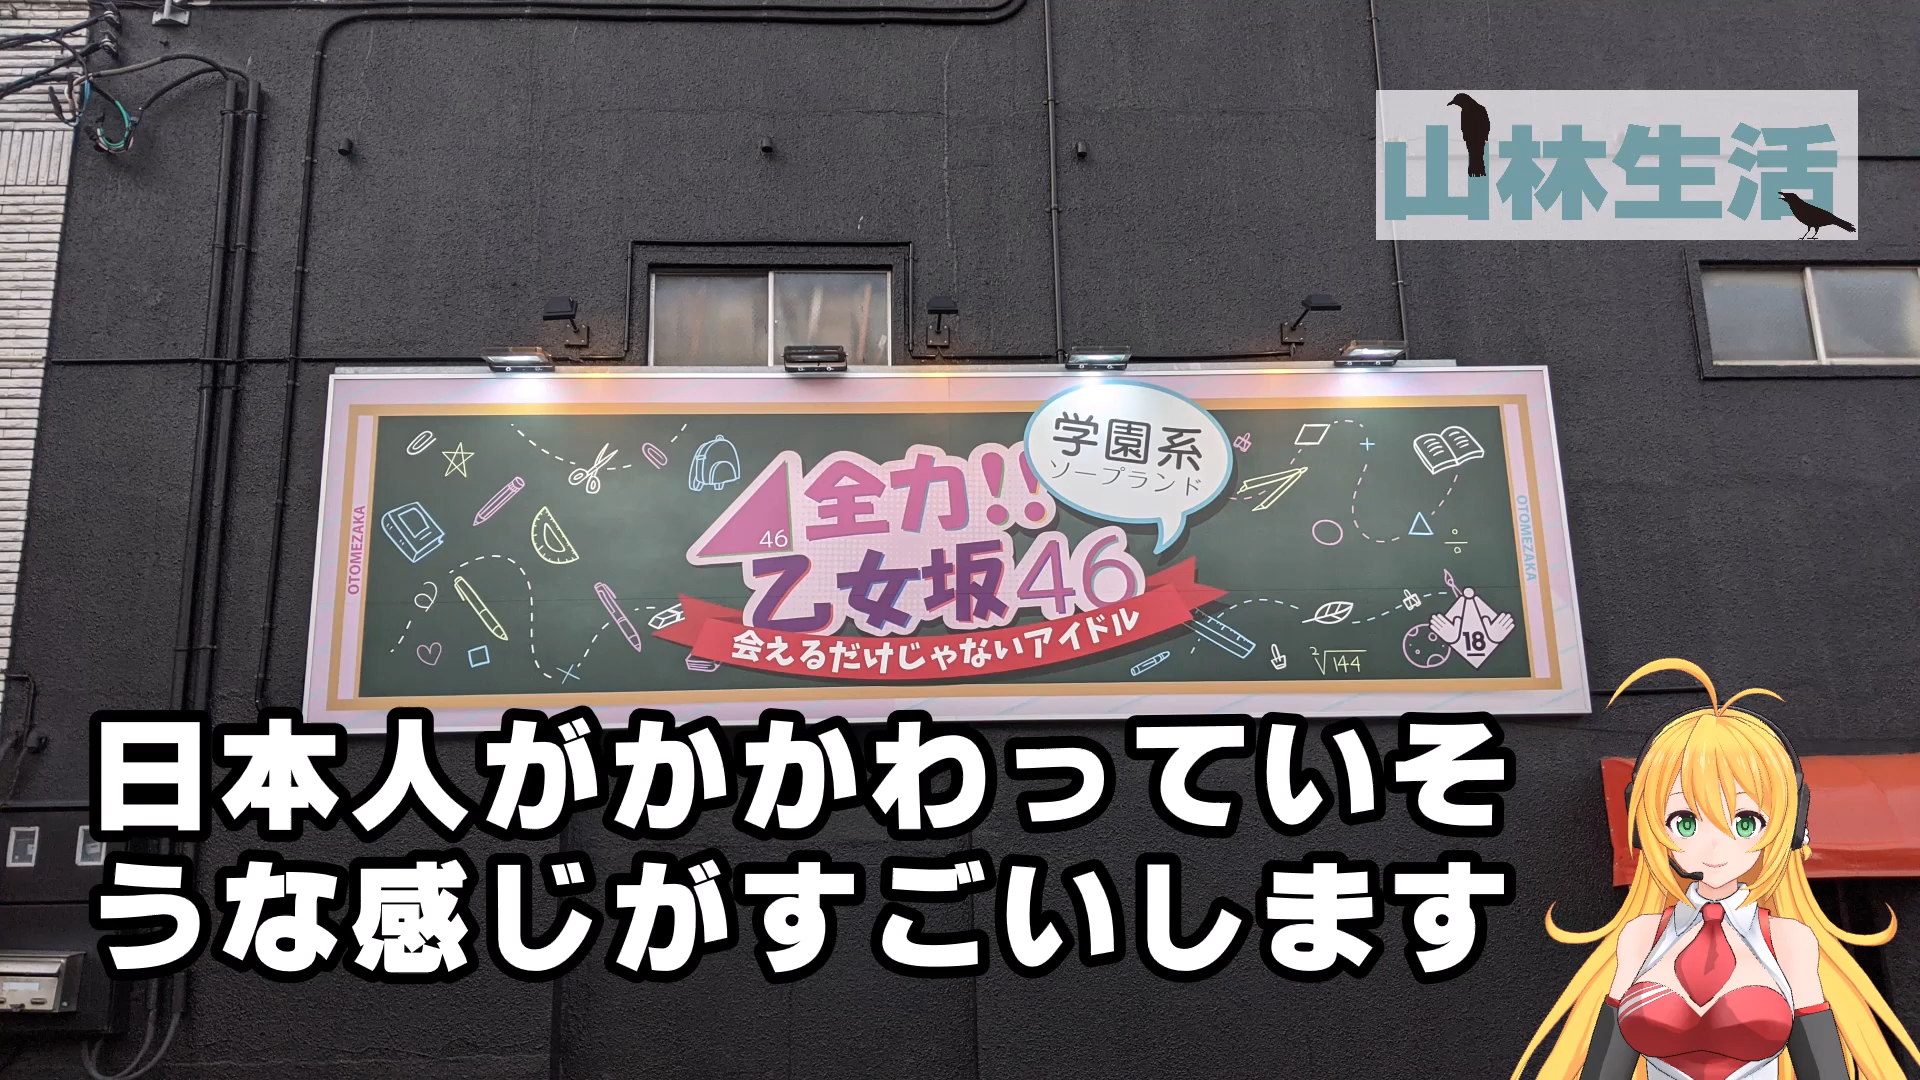 山林生活
学園系
ソープランド
46
全力!!
乙女坂46
会えるだけじゃないアイドル
OTOMEZAKA
OTOMEZAKA
18
2√144
日本人がかかわっていそ
うな感じがすごいします